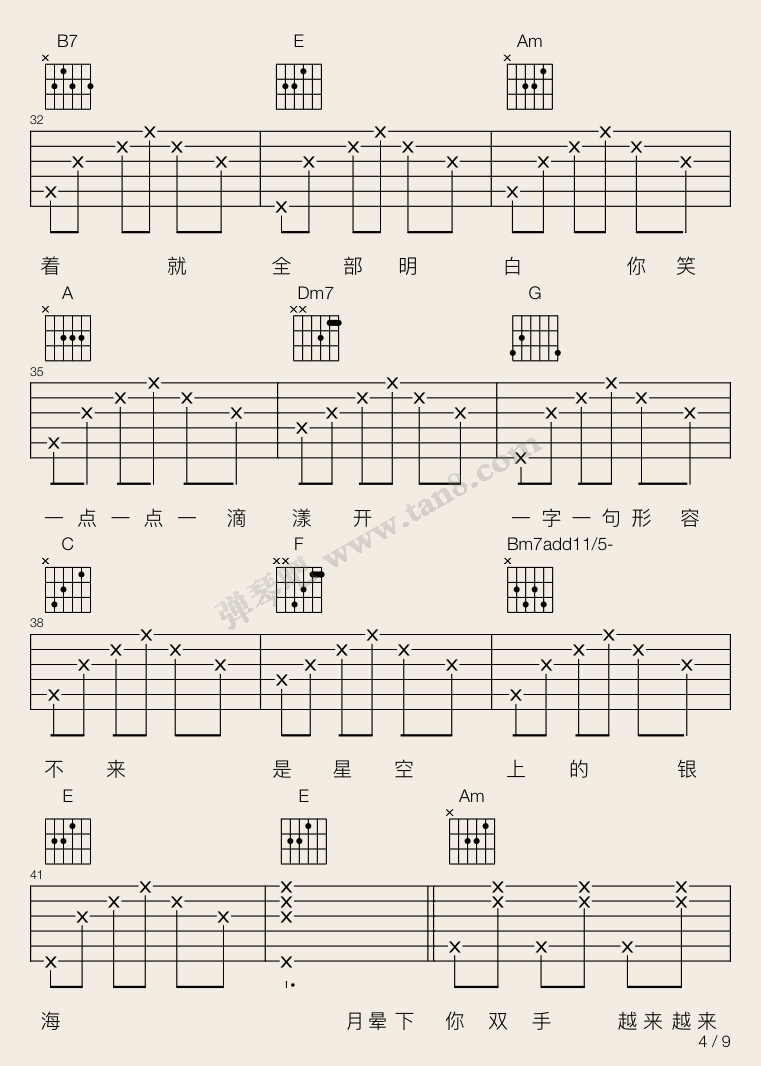 B7 E Am
32
着 就 全 部 明 白 你 笑
A Dm7 G
35
一 点 一 点 一 滴 漾 开 一 字 一 句 形 容
C F Bm7add11/5-
38
不 来 是 星 空 上 的 银
E E Am
41
海 月 晕 下 你 双 手 越 来 越 来
4 / 9
弹琴吧 www.tan8.com